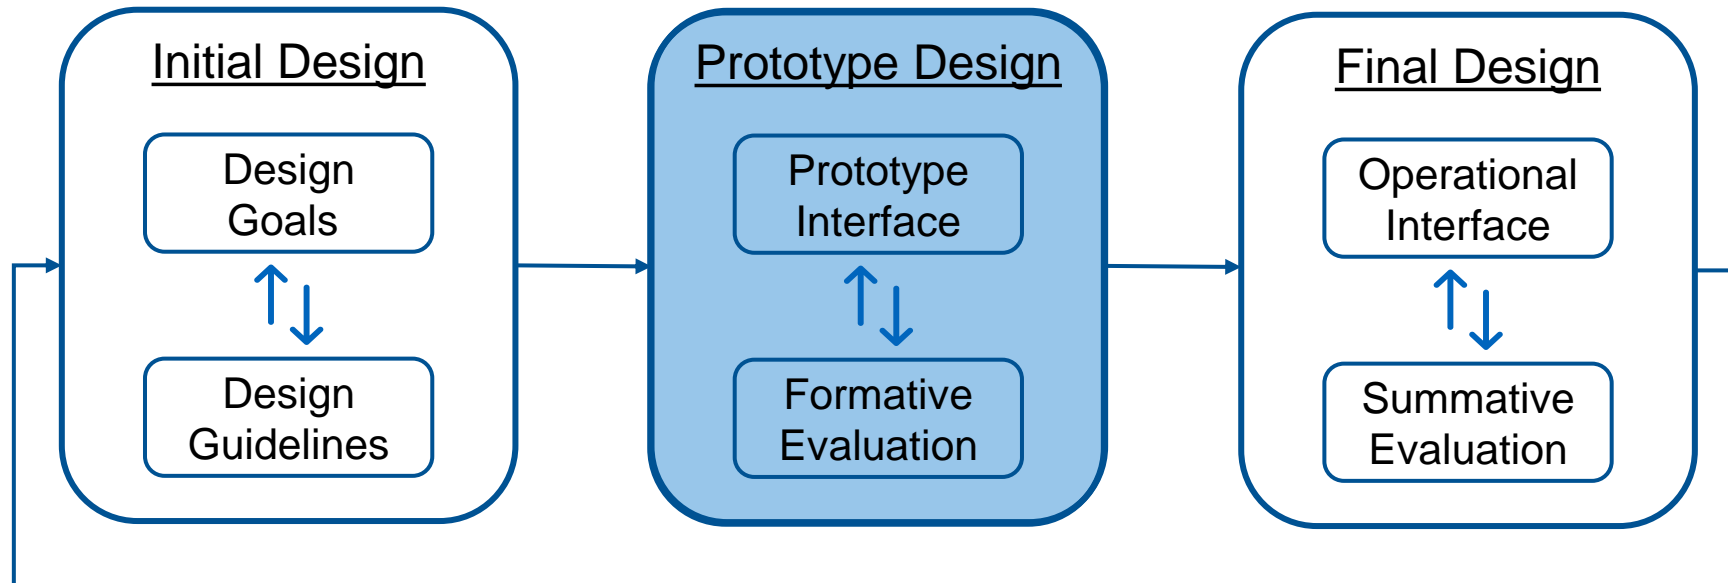 Initial Design
Design
Goals
Design
Guidelines
Prototype Design
Prototype
Interface
Formative
Evaluation
Final Design
Operational
Interface
Summative
Evaluation